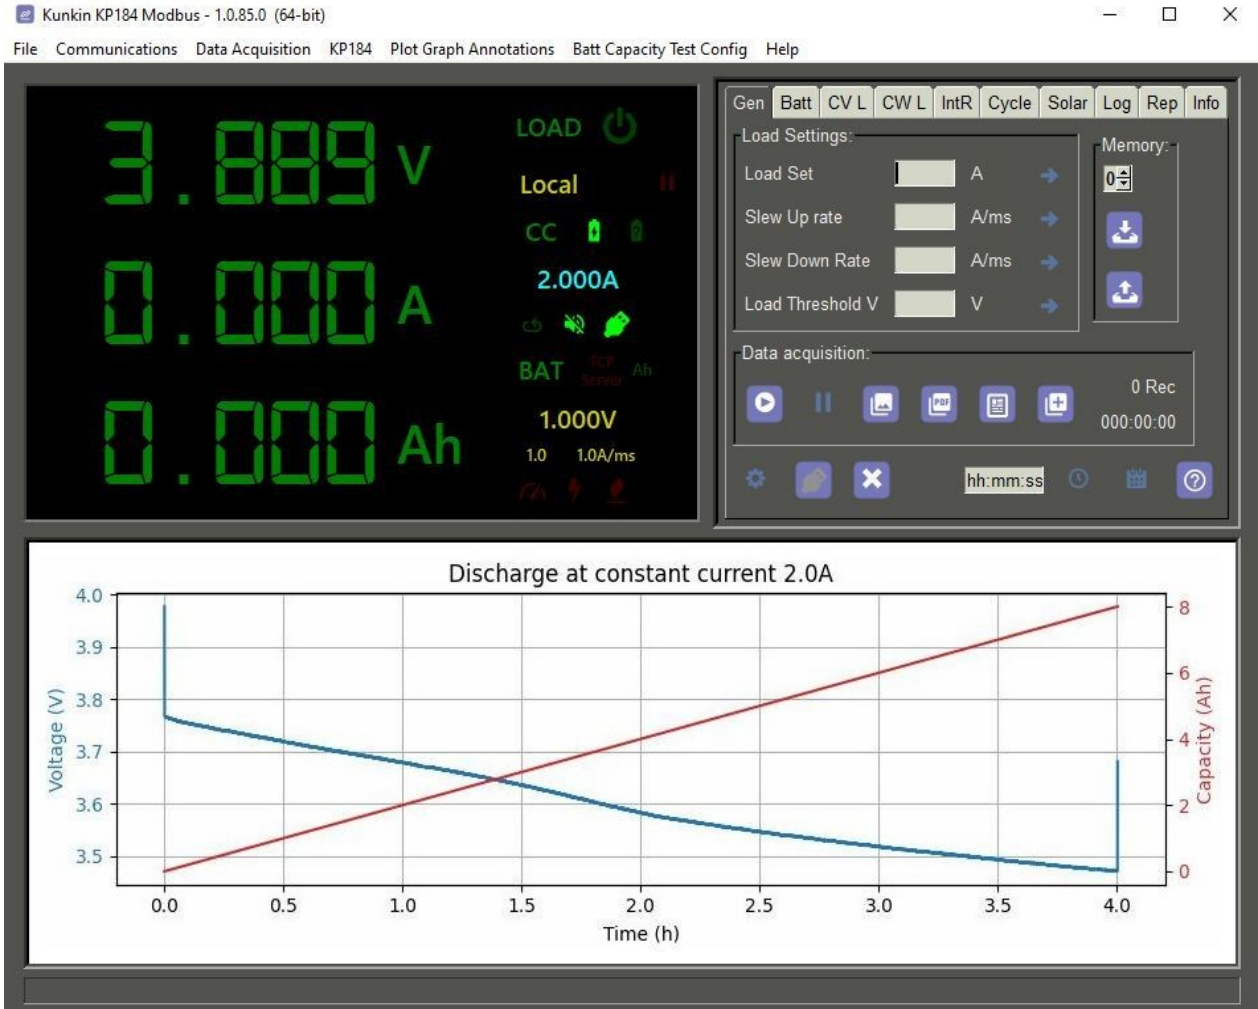 Kunkin KP184 Modbus - 1.0.85.0 (64-bit)
File Communications Data Acquisition KP184 Plot Graph Annotations Batt Capacity Test Config Help
3.889 V
0.000 A
0.000 Ah
LOAD
Local
CC
2.000A
BAT TCP Server Ah
1.000V
1.0 1.0A/ms
Gen Batt CV L CW L IntR Cycle Solar Log Rep Info
Load Settings:
Load Set A
Slew Up rate A/ms
Slew Down Rate A/ms
Load Threshold V V
Memory:
0
Data acquisition:
PDF
0 Rec
000:00:00
hh:mm:ss
Discharge at constant current 2.0A
Voltage (V)
4.0
3.9
3.8
3.7
3.6
3.5
8
6
4
2
0
Capacity (Ah)
0.0 0.5 1.0 1.5 2.0 2.5 3.0 3.5 4.0
Time (h)